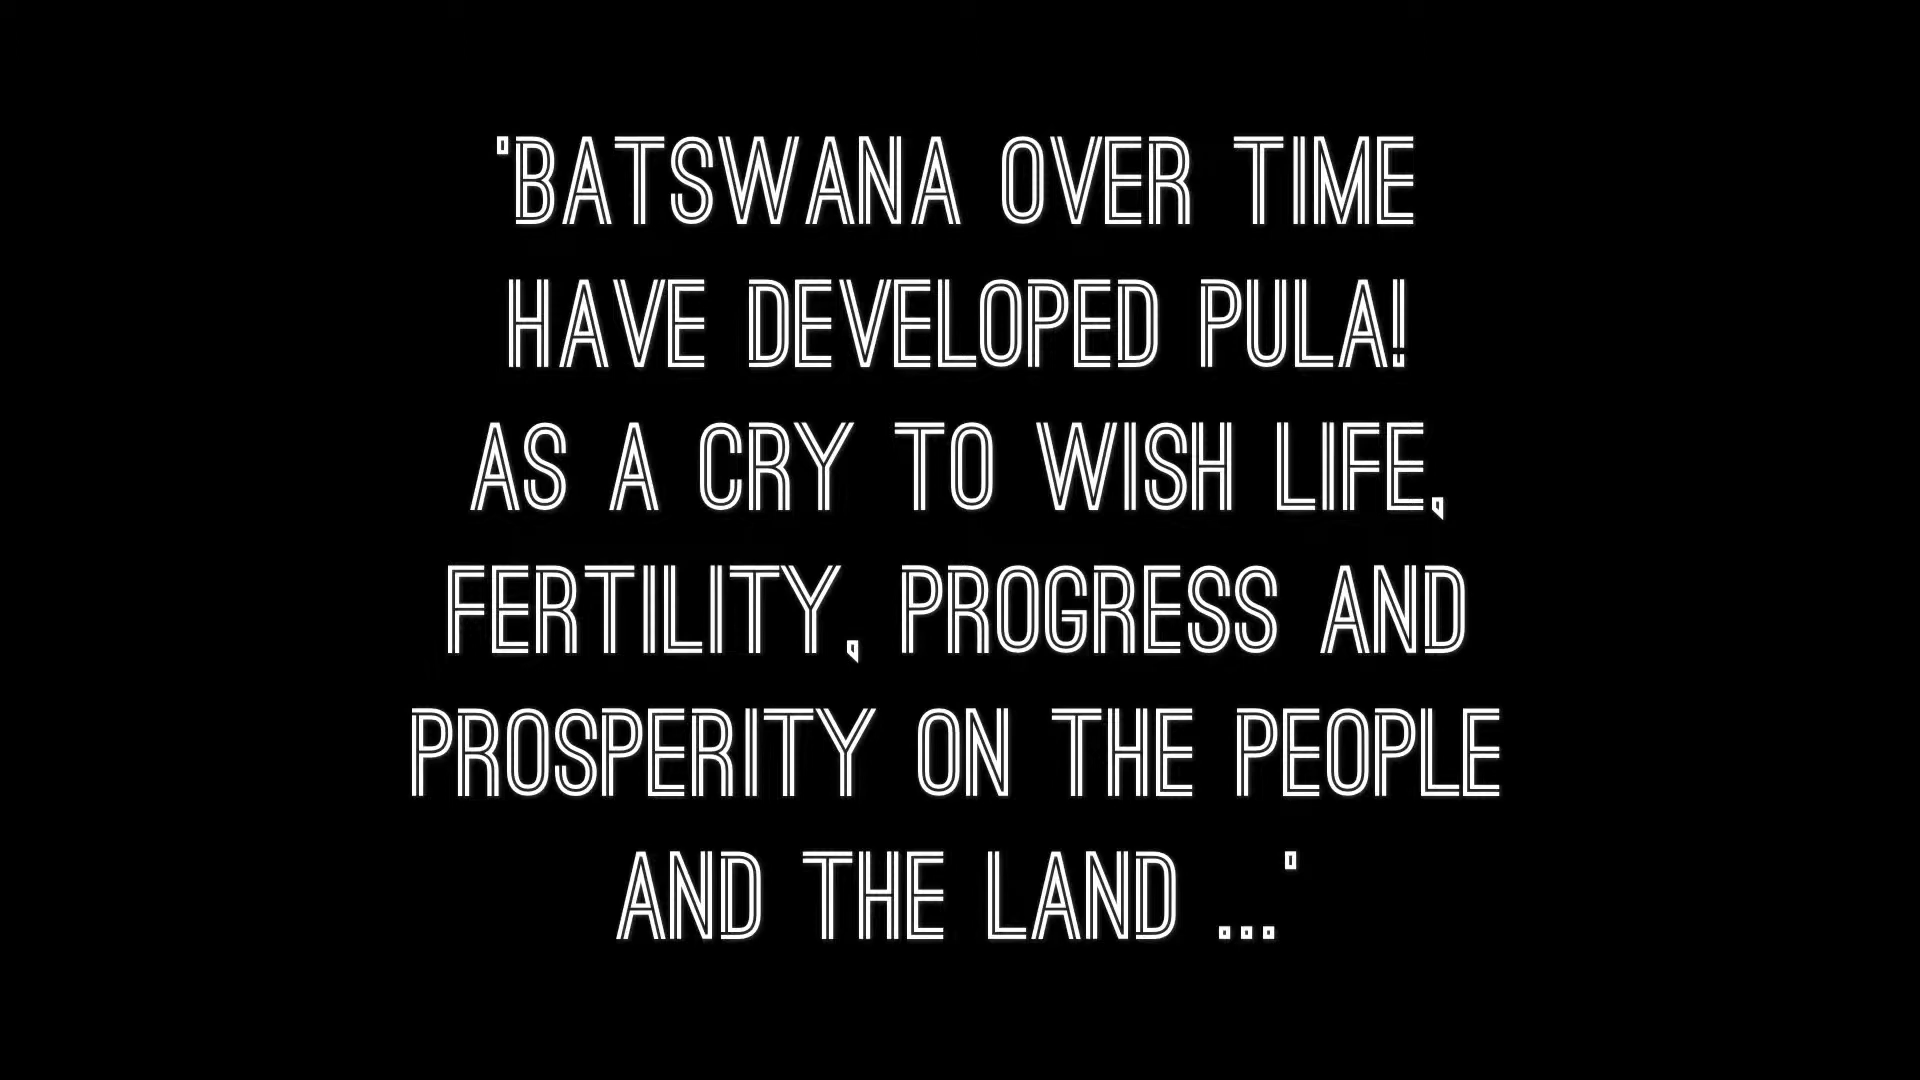 'BATSWANA OVER TIME
HAVE DEVELOPED PULA!
AS A CRY TO WISH LIFE,
FERTILITY, PROGRESS AND
PROSPERITY ON THE PEOPLE
AND THE LAND ...'